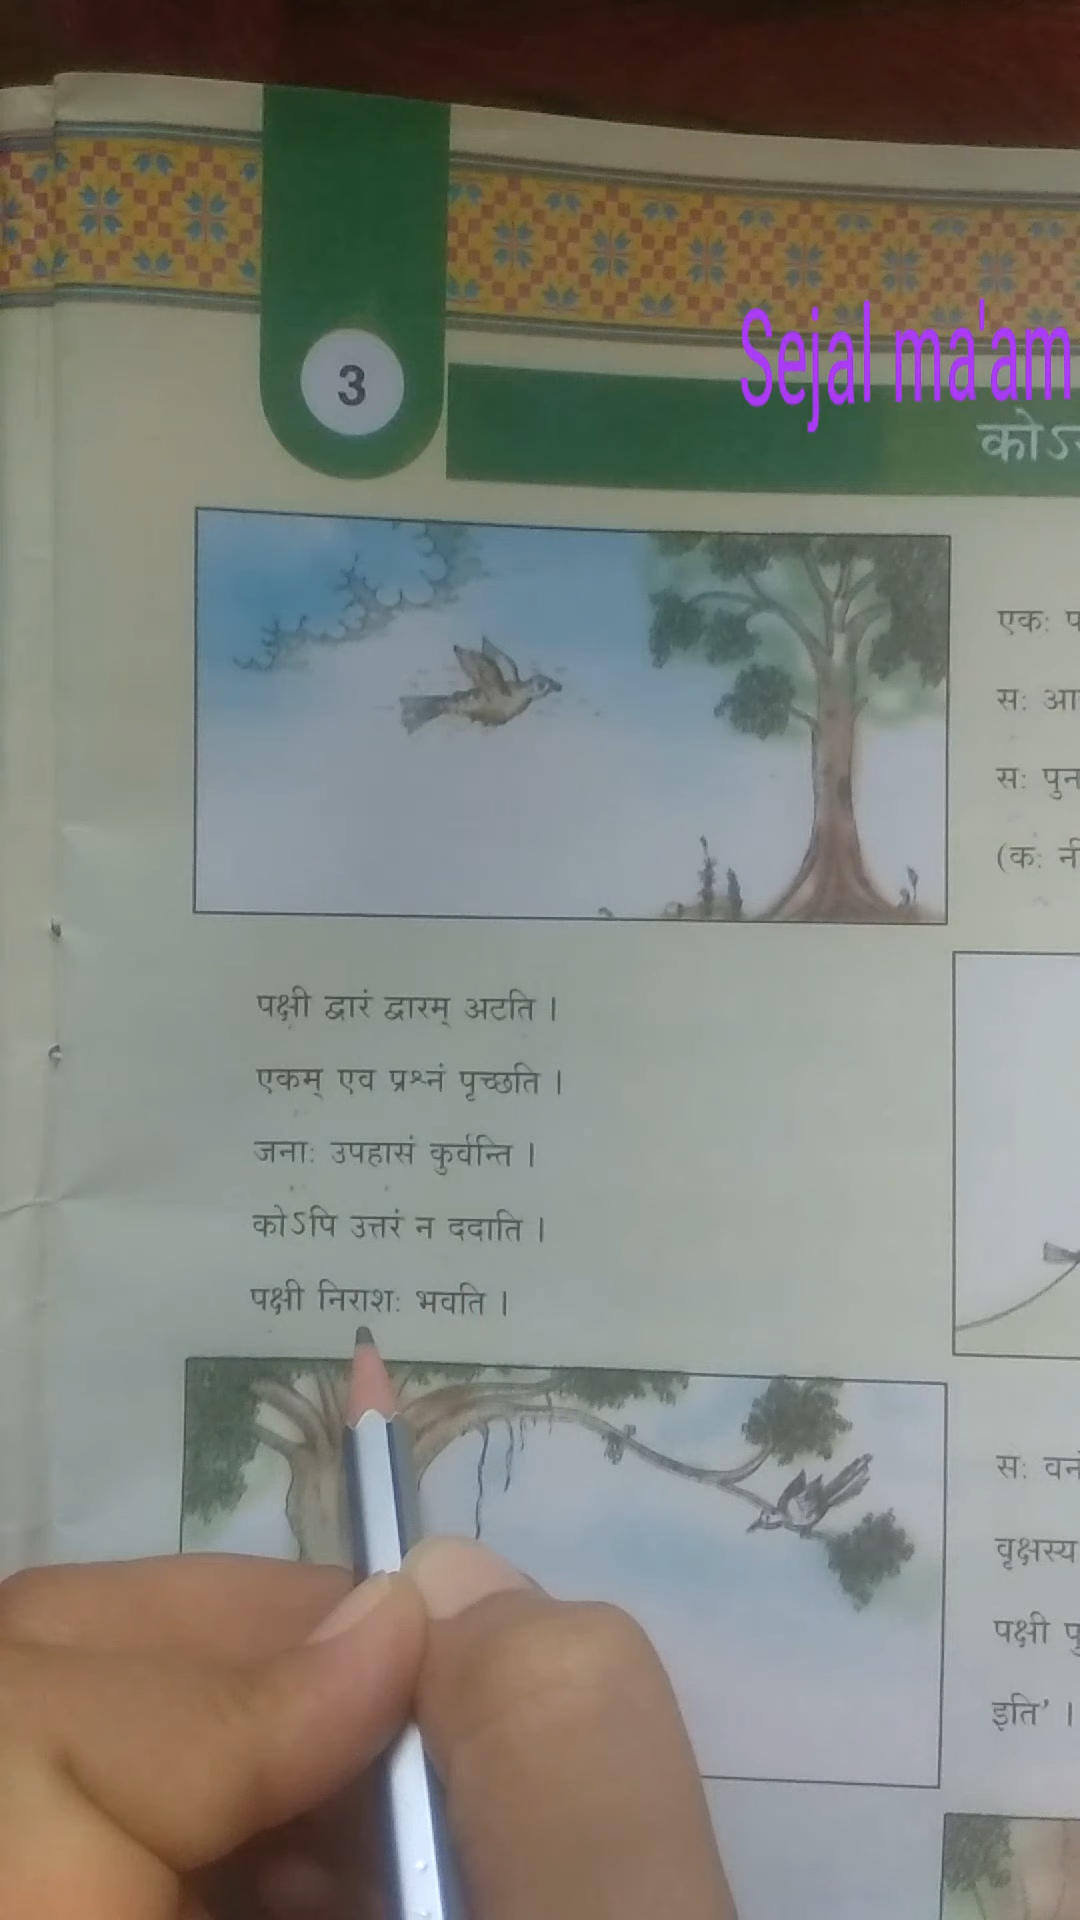 3
Sejal ma'am
एकः
सः
सः
(कः
पक्षी द्वारं द्वारम् अटति ।
एकम् एव प्रश्नं पृच्छति ।
जनाः उपहासं कुर्वन्ति ।
कोऽपि उत्तरं न ददाति ।
पक्षी निराशः भवति ।
सः
वृक्षस्य
पक्षी
इति’ ।